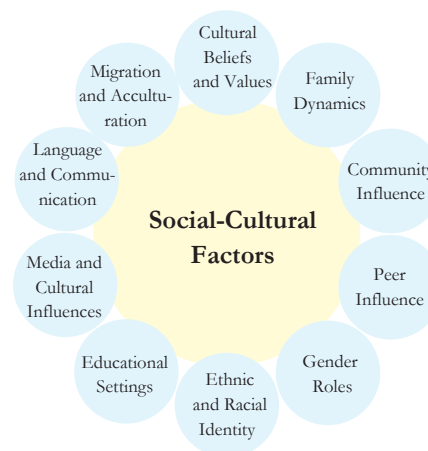 Cultural
Beliefs
and Values
Family
Dynamics
Community
Influence
Peer
Influence
Gender
Roles
Ethnic
and Racial
Identity
Educational
Settings
Media and
Cultural
Influences
Language
and Commu-
nication
Migration
and Accultu-
ration
Social-Cultural
Factors